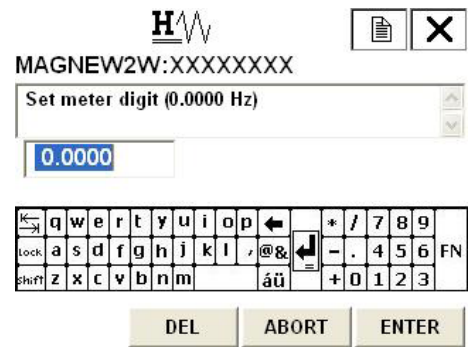 H
MAGNEW2W:XXXXXXXX
Set meter digit (0.0000 Hz)
0.0000
q w e r t y u i o p * / 7 8 9
lock a s d f g h j k l , @& - . 4 5 6 FN
shift z x c v b n m áü = + 0 1 2 3
DEL ABORT ENTER